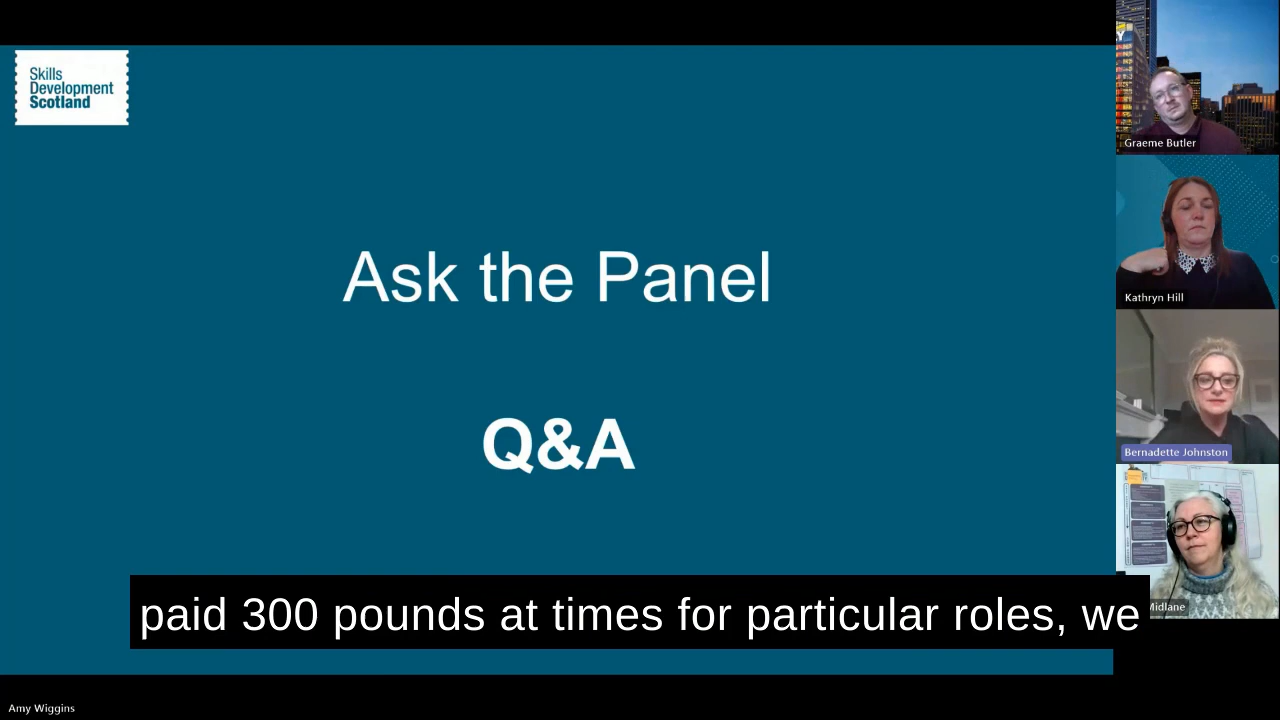 Skills
Development
Scotland
Ask the Panel
Q&A
paid 300 pounds at times for particular roles, we
Graeme Butler
Kathryn Hill
Bernadette Johnston
Midlane
Amy Wiggins